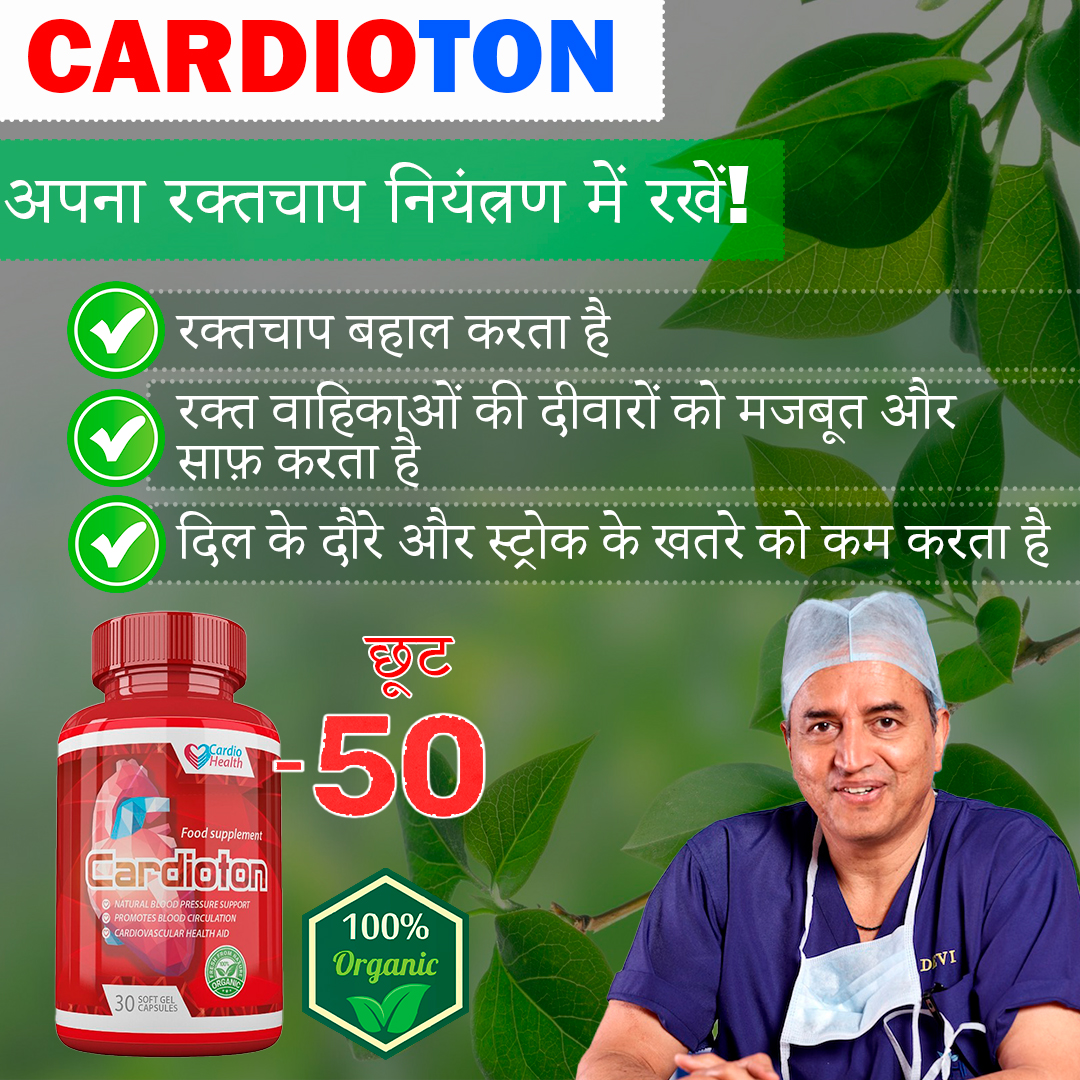 CARDIOTON
अपना रक्तचाप नियंत्रण में रखें!
रक्तचाप बहाल करता है
रक्त वाहिकाओं की दीवारों को मजबूत और
साफ़ करता है
दिल के दौरे और स्ट्रोक के खतरे को कम करता है
छूट
-50
Cardio
Health
Food supplement
Cardioton
NATURAL BLOOD PRESSURE SUPPORT
PROMOTES BLOOD CIRCULATION
CARDIOVASCULAR HEALTH AID
100%
ORGANIC
30 SOFT GEL
CAPSULES
100%
Organic